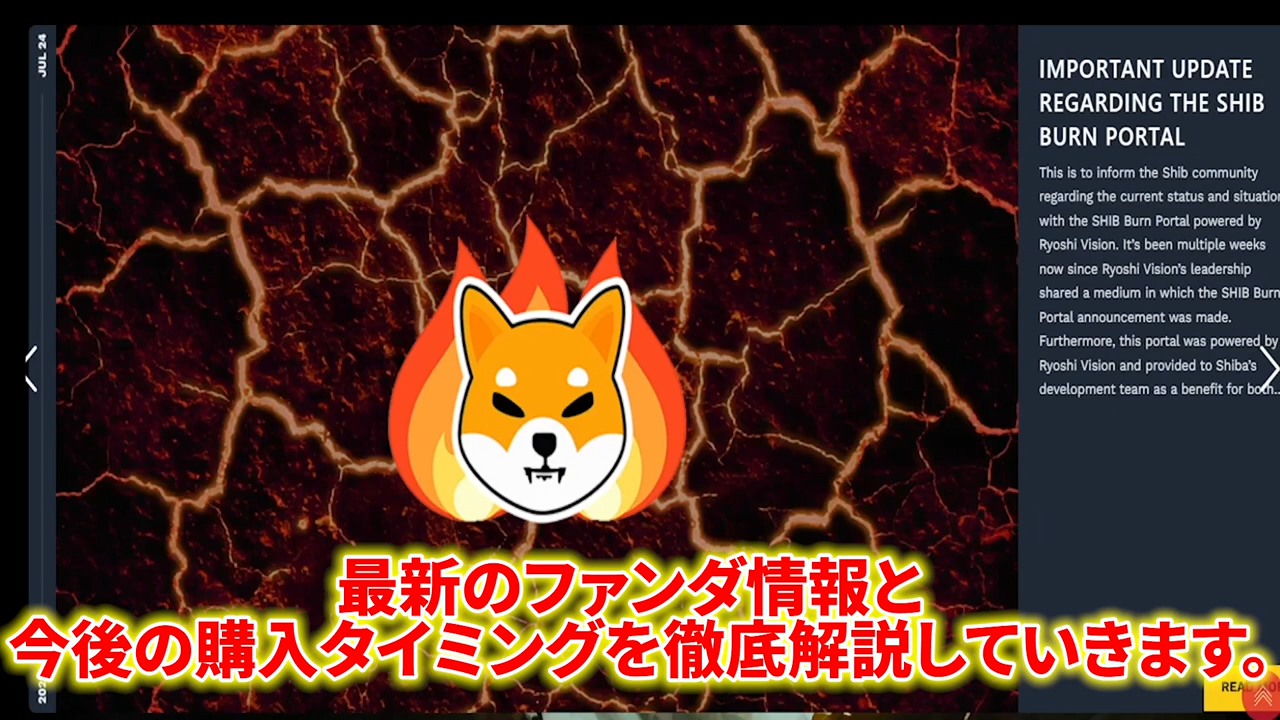 JUL 24
IMPORTANT UPDATE
REGARDING THE SHIB
BURN PORTAL
This is to inform the Shib community
regarding the current status and situation
with the SHIB Burn Portal powered by
Ryoshi Vision. It's been multiple weeks
now since Ryoshi Vision's leadership
shared a medium in which the SHIB Burn
Portal announcement was made.
Furthermore, this portal was powered by
Ryoshi Vision and provided to Shiba's
development team as a benefit for both...
最新のファンダ情報と
今後の購入タイミングを徹底解説していきます。